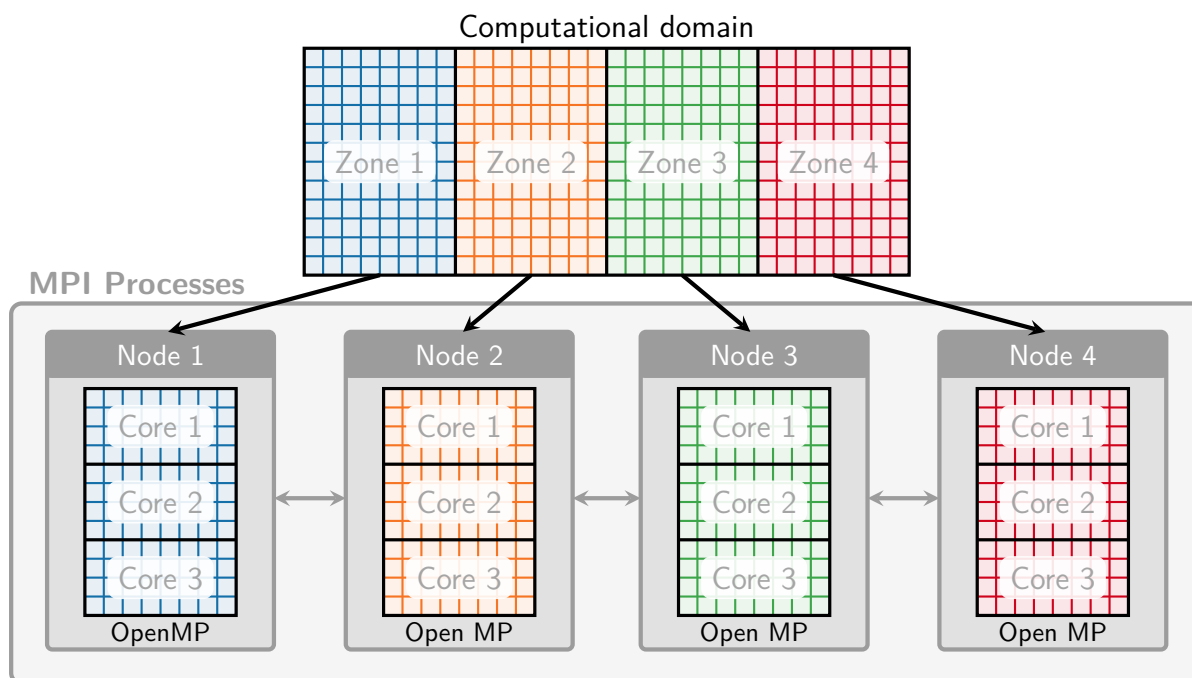 Computational domain
Zone 1 Zone 2 Zone 3 Zone 4
MPI Processes
Node 1 Node 2 Node 3 Node 4
Core 1 Core 1 Core 1 Core 1
Core 2 Core 2 Core 2 Core 2
Core 3 Core 3 Core 3 Core 3
OpenMP Open MP Open MP Open MP